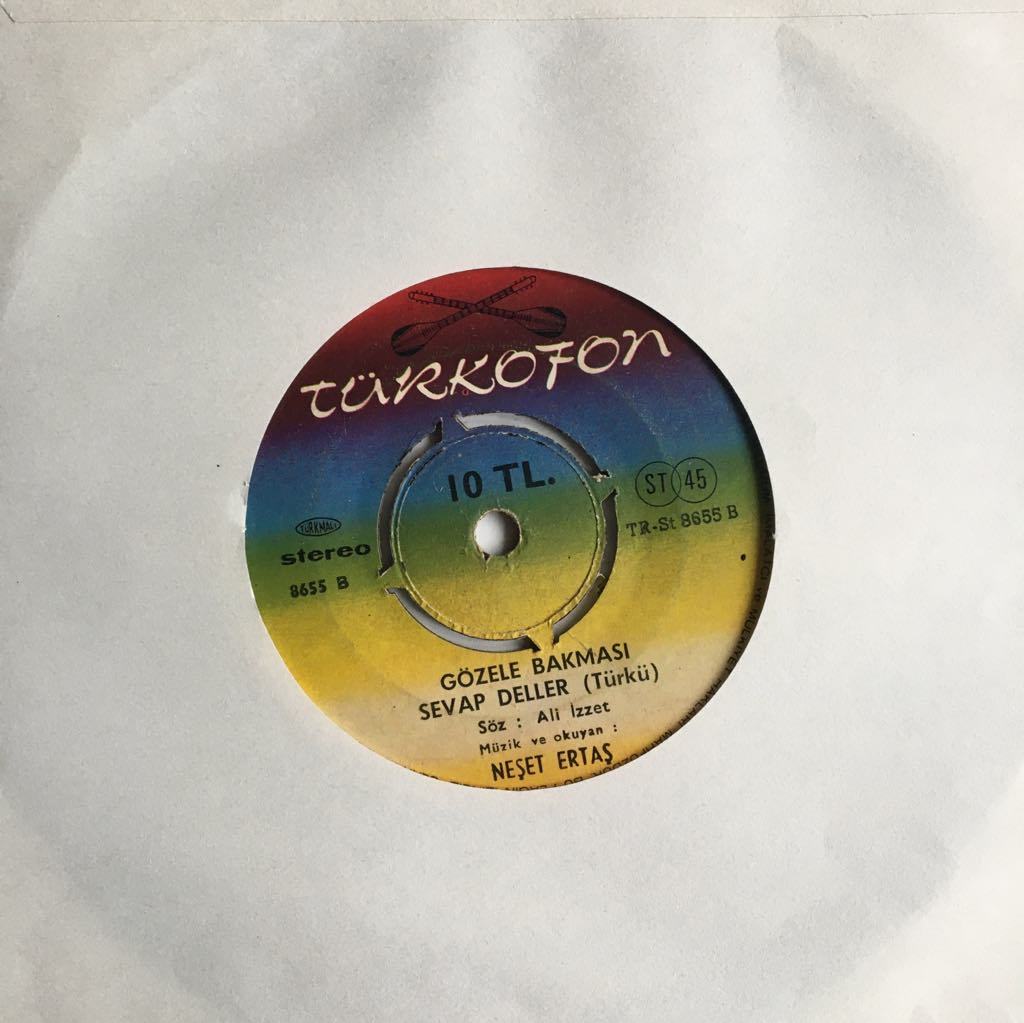 TÜRKOFON
10 TL.
ST 45
TR-St 8655 B
TÜRKMALI
stereo
8655 B
GÖZELE BAKMASI
SEVAP DELLER (Türkü)
Söz : Ali İzzet
Müzik ve okuyan :
NEŞET ERTAŞ